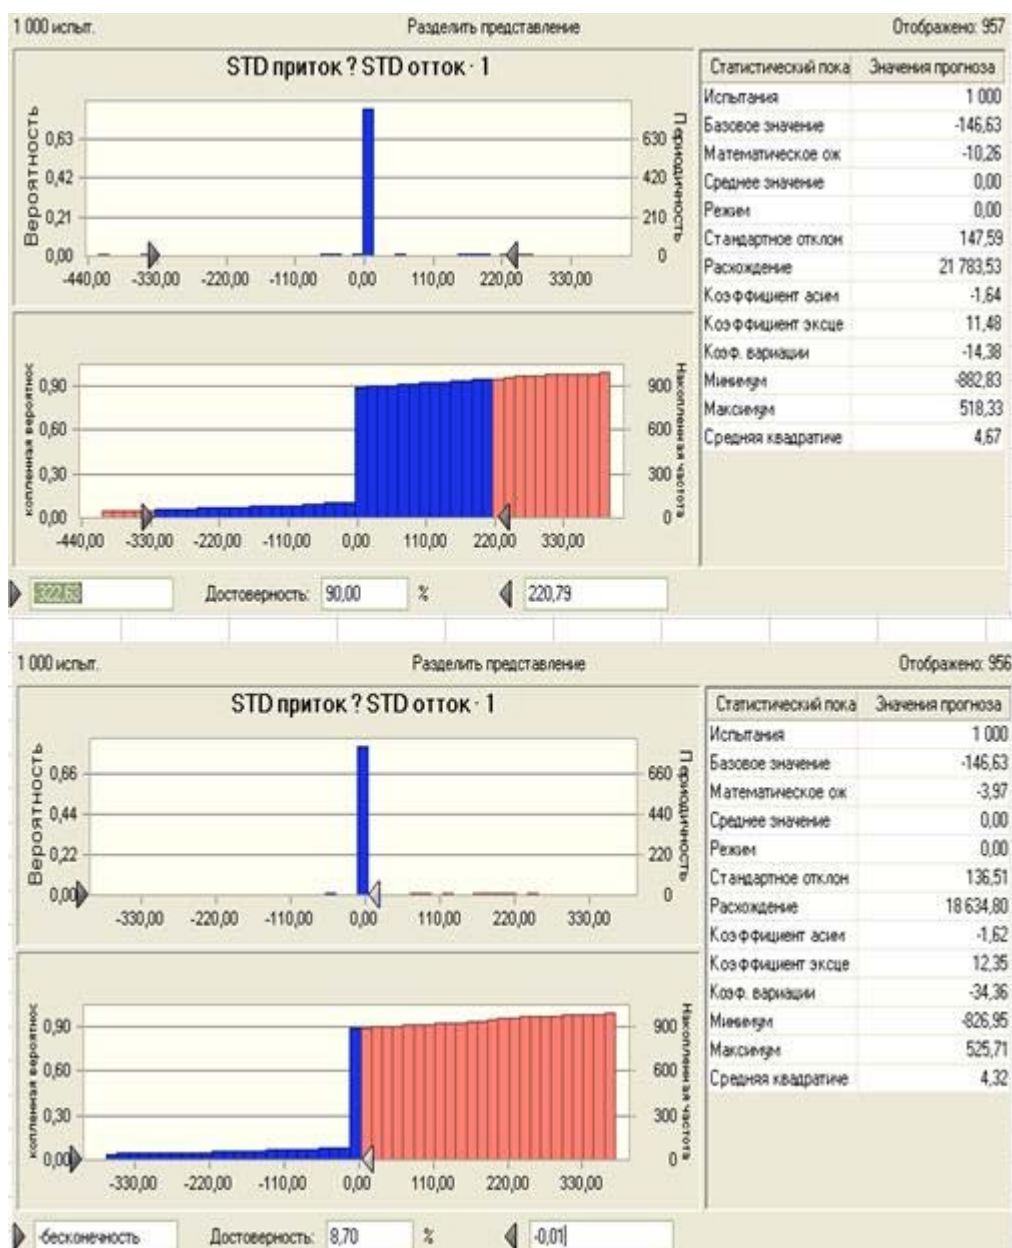 1 000 испыт. Разделить представление Отображено: 957
STD приток ? STD отток · 1
Вероятность
0,63
0,42
0,21
0,00
630
420
210
0
Периодичность
-440,00 -330,00 -220,00 -110,00 0,00 110,00 220,00 330,00
копленная вероятнос
0,90
0,60
0,30
0,00
900
600
300
0
Накопленная частота
-440,00 -330,00 -220,00 -110,00 0,00 110,00 220,00 330,00
Статистический пока Значения прогноза
Испытания 1 000
Базовое значение -146,63
Математическое ож -10,26
Среднее значение 0,00
Режим 0,00
Стандартное отклон 147,59
Расхождение 21 783,53
Коэффициент асим -1,64
Коэффициент эксце 11,48
Коэф. вариации -14,38
Минимум -882,83
Максимум 518,33
Средняя квадратиче 4,67
-322,63 Достоверность: 90,00 % 220,79
1 000 испыт. Разделить представление Отображено: 956
STD приток ? STD отток · 1
Вероятность
0,66
0,44
0,22
0,00
660
440
220
0
Периодичность
-330,00 -220,00 -110,00 0,00 110,00 220,00 330,00
копленная вероятнос
0,90
0,60
0,30
0,00
900
600
300
0
Накопленная частота
-330,00 -220,00 -110,00 0,00 110,00 220,00 330,00
Статистический пока Значения прогноза
Испытания 1 000
Базовое значение -146,63
Математическое ож -3,97
Среднее значение 0,00
Режим 0,00
Стандартное отклон 136,51
Расхождение 18 634,80
Коэффициент асим -1,62
Коэффициент эксце 12,35
Коэф. вариации -34,36
Минимум -826,95
Максимум 525,71
Средняя квадратиче 4,32
-бесконечность Достоверность: 8,70 % -0,01